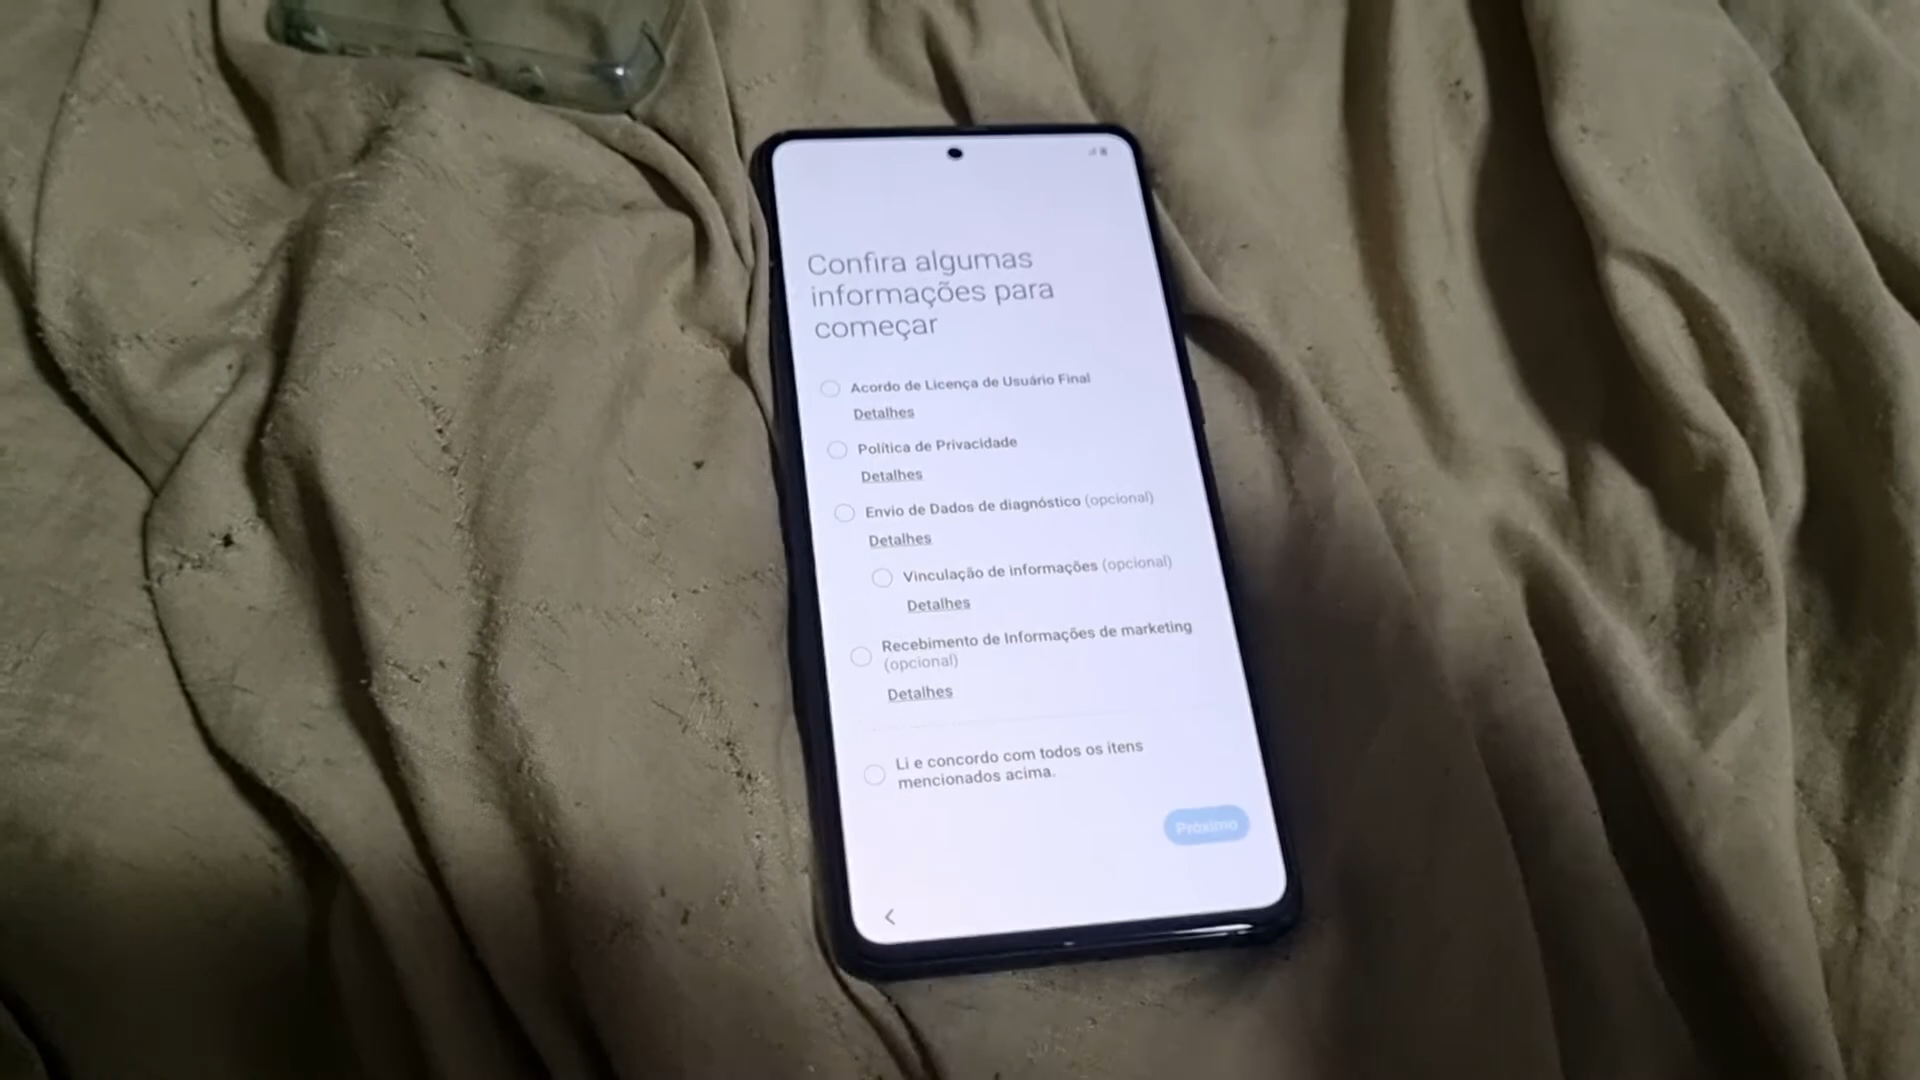 Confira algumas
informações para
começar
Acordo de Licença de Usuário Final
Detalhes
Política de Privacidade
Detalhes
Envio de Dados de diagnóstico (opcional)
Detalhes
Vinculação de informações (opcional)
Detalhes
Recebimento de Informações de marketing
(opcional)
Detalhes
Li e concordo com todos os itens
mencionados acima.
Próximo